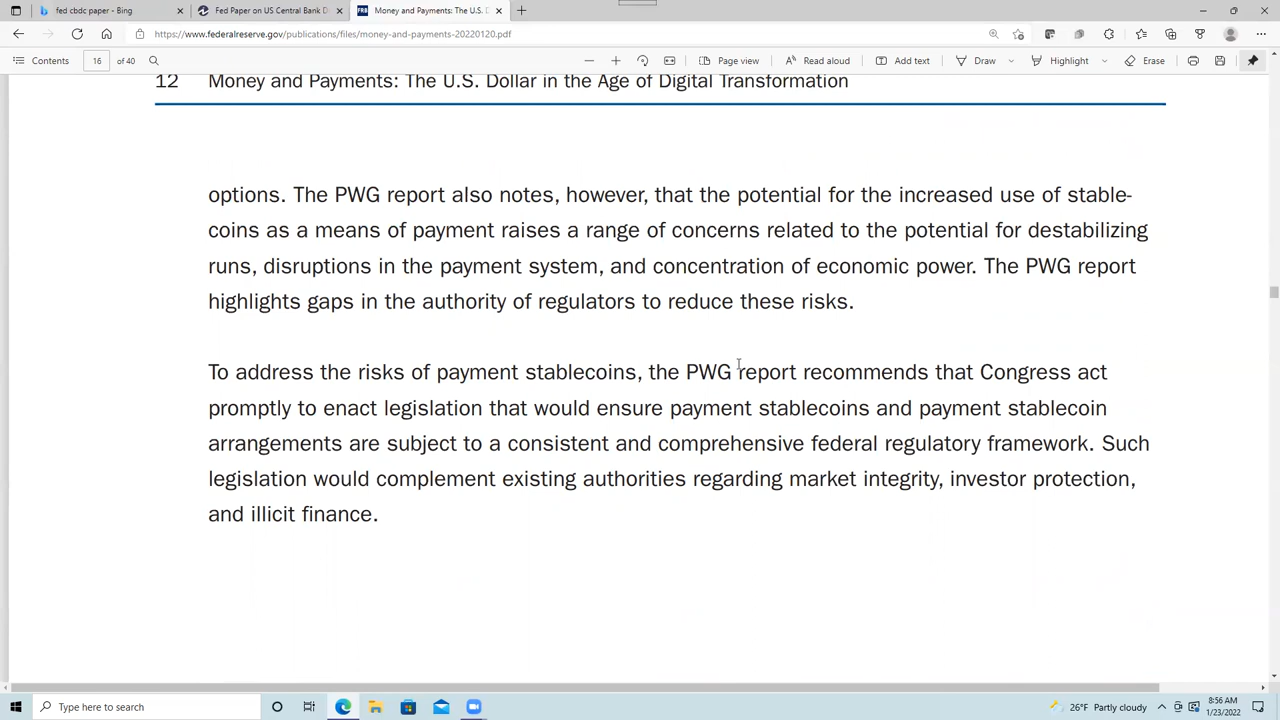 fed cbdc paper - Bing
Fed Paper on US Central Bank D
Money and Payments: The U.S. D
https://www.federalreserve.gov/publications/files/money-and-payments-20220120.pdf
Contents 16 of 40 Page view Read aloud Add text Draw Highlight Erase
12 Money and Payments: The U.S. Dollar in the Age of Digital Transformation
options. The PWG report also notes, however, that the potential for the increased use of stable-
coins as a means of payment raises a range of concerns related to the potential for destabilizing
runs, disruptions in the payment system, and concentration of economic power. The PWG report
highlights gaps in the authority of regulators to reduce these risks.
To address the risks of payment stablecoins, the PWG report recommends that Congress act
promptly to enact legislation that would ensure payment stablecoins and payment stablecoin
arrangements are subject to a consistent and comprehensive federal regulatory framework. Such
legislation would complement existing authorities regarding market integrity, investor protection,
and illicit finance.
Type here to search
26°F Partly cloudy
8:56 AM
1/23/2022